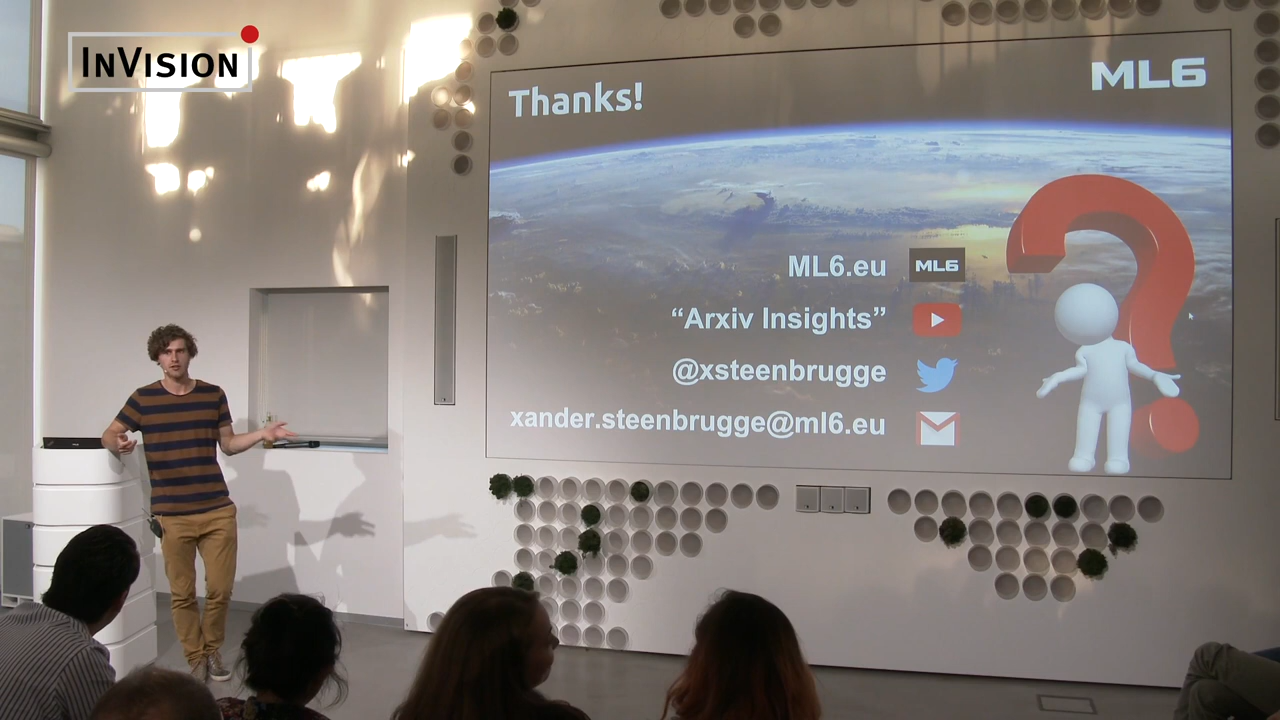 INVISION
Thanks!
ML6
ML6.eu
ML6
“Arxiv Insights”
@xsteenbrugge
xander.steenbrugge@ml6.eu